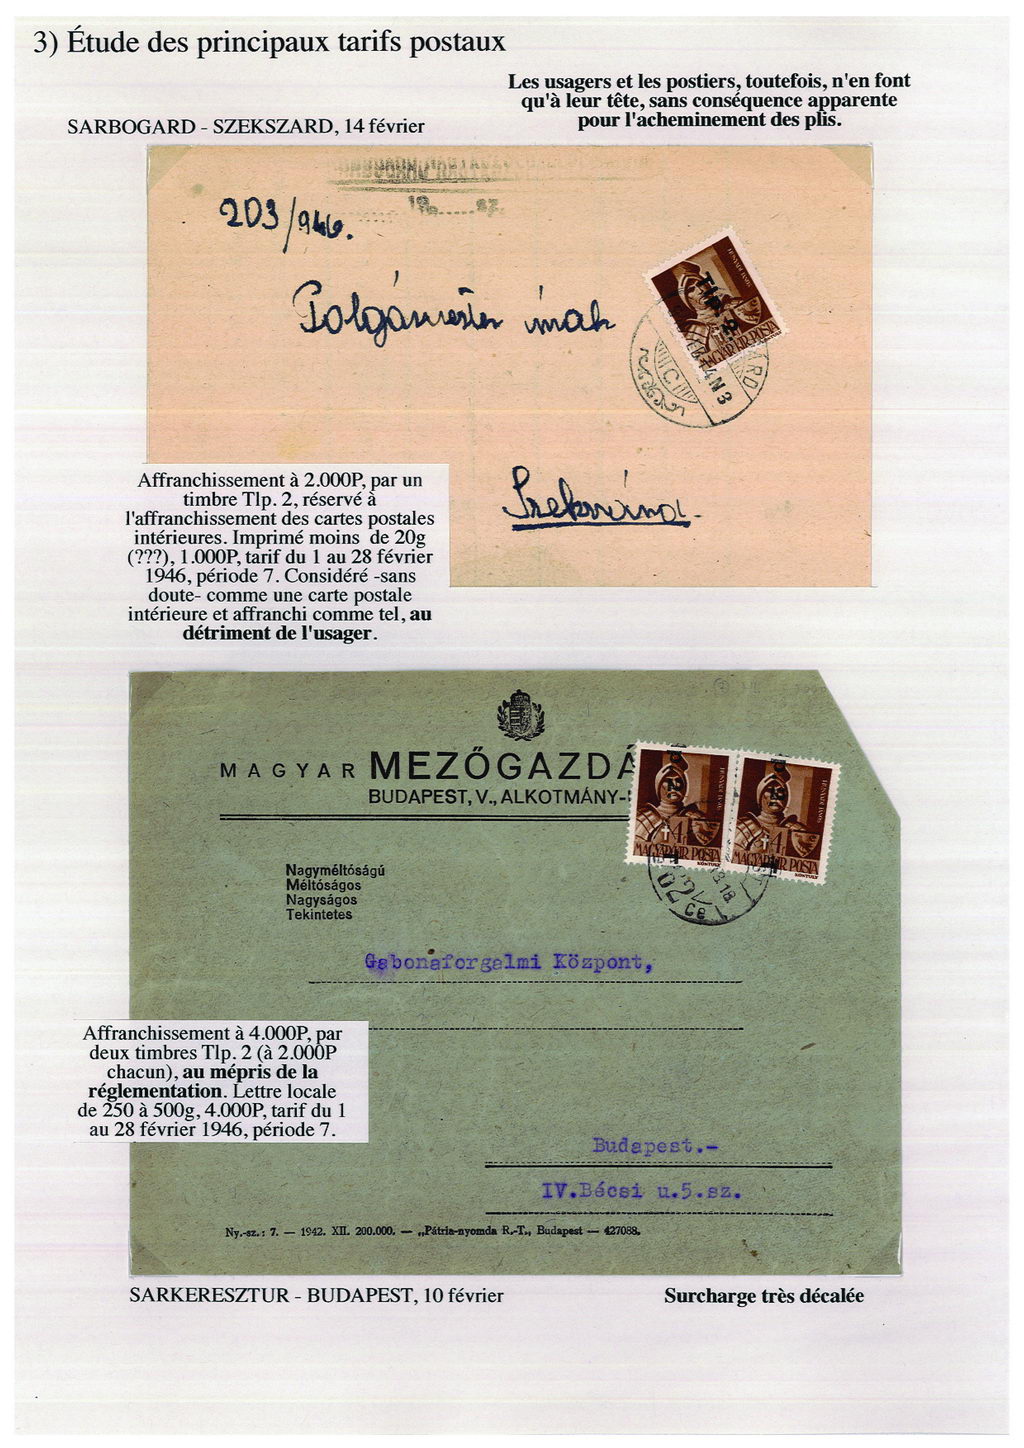 3) Étude des principaux tarifs postaux
Les usagers et les postiers, toutefois, n'en font
qu'à leur tête, sans conséquence apparente
pour l'acheminement des plis.
SARBOGARD - SZEKSZARD, 14 février
203/946.
Polgármester úrnak
MAGYAR KIR. POSTA
ARD
C
4 N 3
Szekszárd.-
Affranchissement à 2.000P, par un
timbre Tlp. 2, réservé à
l'affranchissement des cartes postales
intérieures. Imprimé moins de 20g
(???), 1.000P, tarif du 1 au 28 février
1946, période 7. Considéré -sans
doute- comme une carte postale
intérieure et affranchi comme tel, au
détriment de l'usager.
MAGYAR MEZŐGAZDÁ
BUDAPEST, V., ALKOTMÁNY-
MAGYAR KIR POSTA
MAGYAR KIR POSTA
Nagyméltóságú
Méltóságos
Nagyságos
Tekintetes
Gabonaforgalmi Központ,
Affranchissement à 4.000P, par
deux timbres Tlp. 2 (à 2.000P
chacun), au mépris de la
réglementation. Lettre locale
de 250 à 500g, 4.000P, tarif du 1
au 28 février 1946, période 7.
Budapest.-
IV.Bécsi u.5.sz.
Ny.-sz.: 7. — 1942. XII. 200.000. — „Pátria-nyomda R.-T., Budapest — 427088.
SARKERESZTUR - BUDAPEST, 10 février
Surcharge très décalée